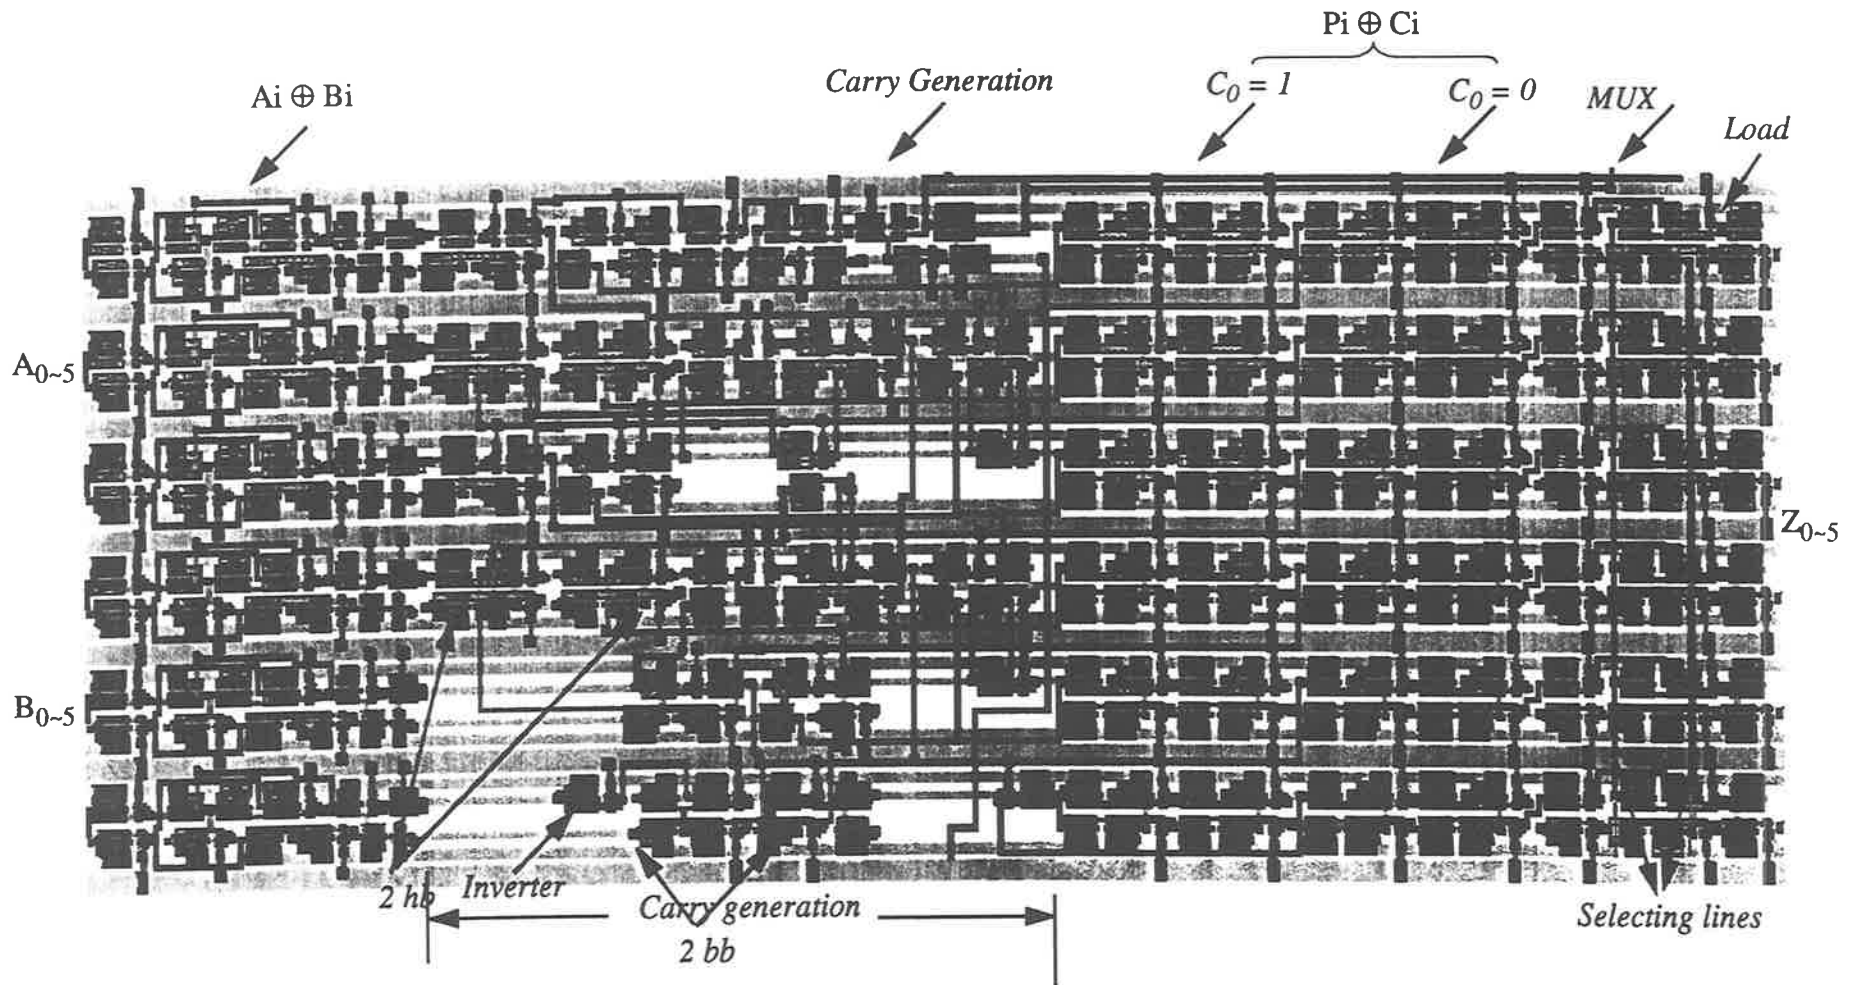 Pi ⊕ Ci
Ai ⊕ Bi
Carry Generation
C₀ = 1
C₀ = 0
MUX
Load
A₀~₅
Z₀~₅
B₀~₅
2 hb
Inverter
Carry generation
2 bb
Selecting lines